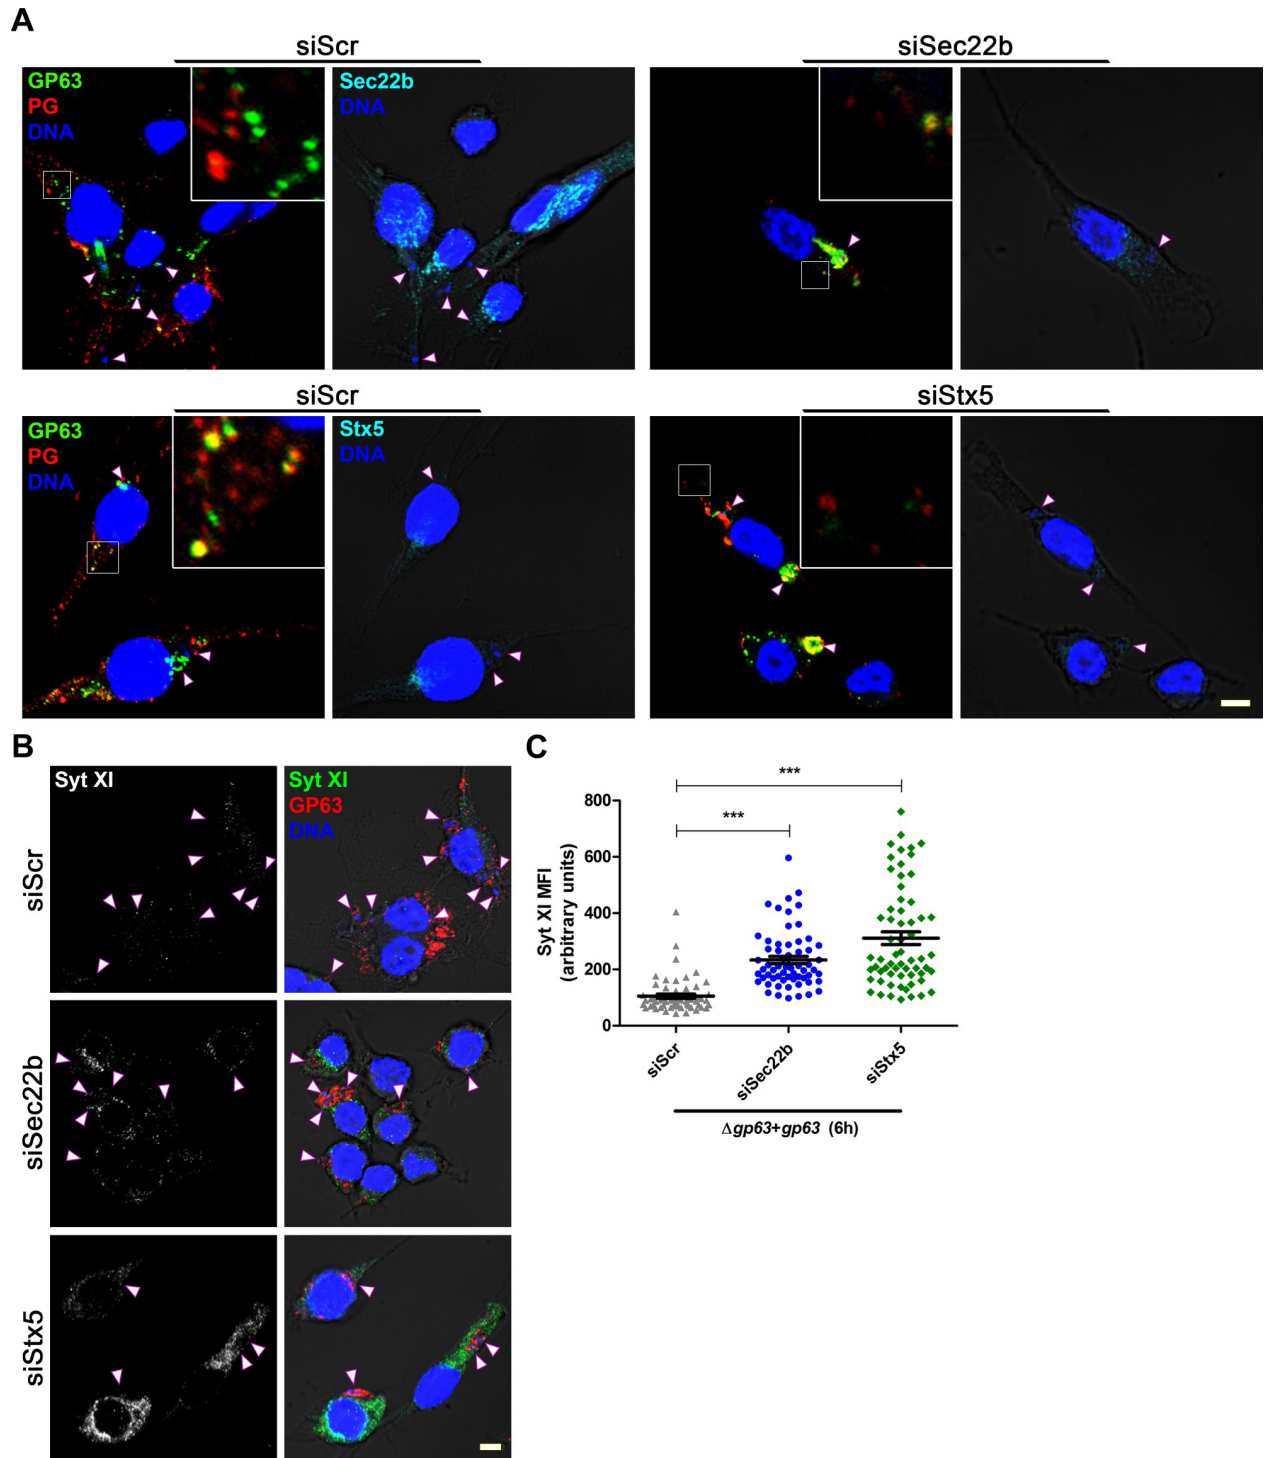 A
siScr
siSec22b
GP63
PG
DNA
Sec22b
DNA
siScr
siStx5
GP63
PG
DNA
Stx5
DNA
B
Syt XI
Syt XI
GP63
DNA
siScr
siSec22b
siStx5
C
***
***
Syt XI MFI
(arbitrary units)
800
600
400
200
0
siScr
siSec22b
siStx5
Δgp63+gp63 (6h)